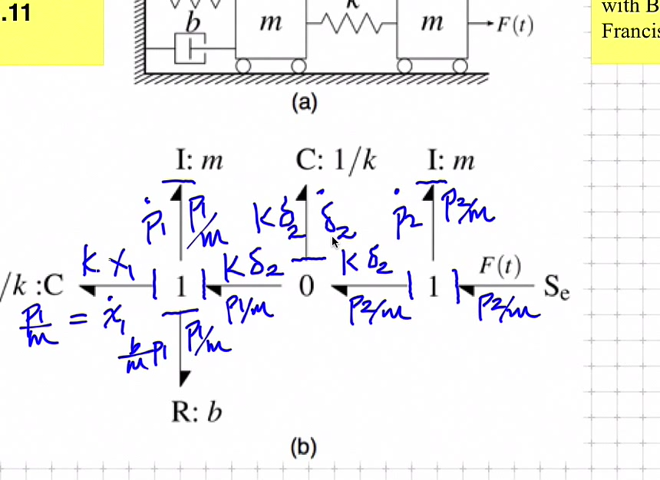 .11
with B
Francis
b
m
k
m
F(t)
(a)
I: m
C: 1/k
I: m
ṗ₁
P₁/m
kδ₂
δ̇₂
ṗ₂
P₂/m
k x₁
kδ₂
kδ₂
F(t)
/k :C
1
0
1
Sₑ
P₁/m = ẋ₁
P₁/m
P₂/m
P₂/m
b/m P₁
P₁/m
R: b
(b)